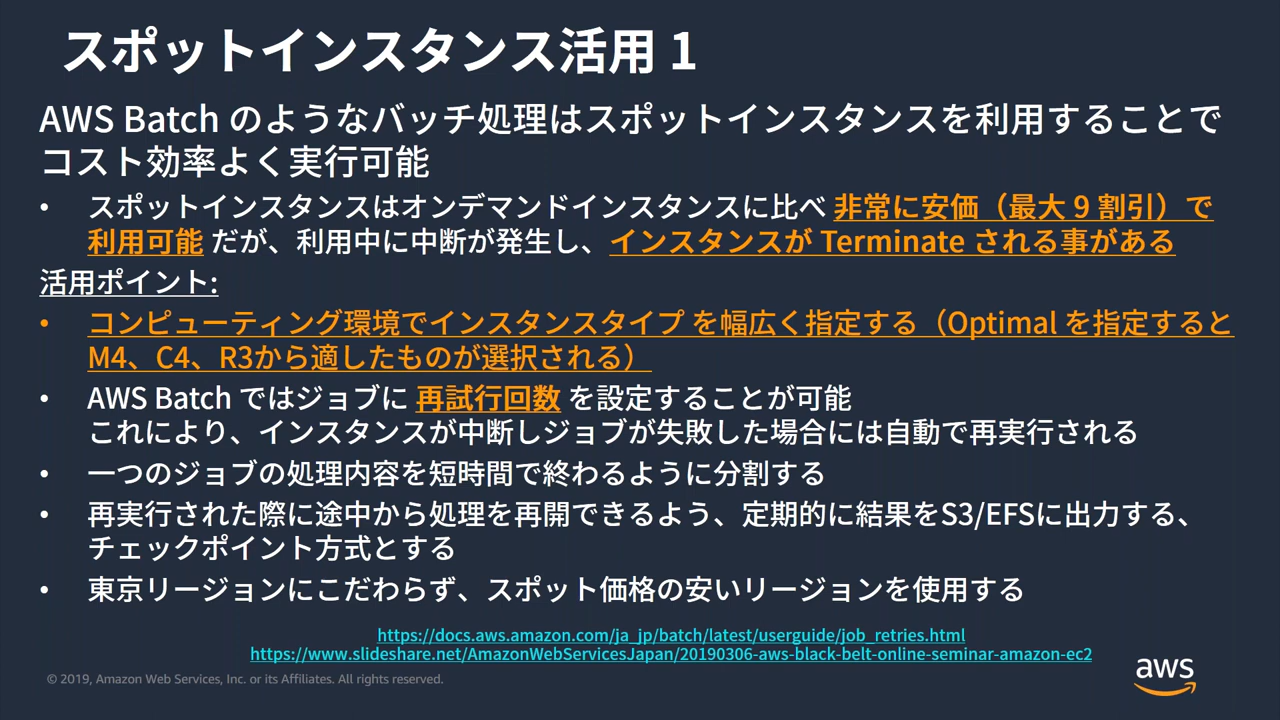 スポットインスタンス活用 1
AWS Batch のようなバッチ処理はスポットインスタンスを利用することで
コスト効率よく実行可能
• スポットインスタンスはオンデマンドインスタンスに比べ 非常に安価（最大 9 割引）で
利用可能 だが、利用中に中断が発生し、インスタンスが Terminate される事がある
活用ポイント:
• コンピューティング環境でインスタンスタイプ を幅広く指定する（Optimal を指定すると
M4、C4、R3から適したものが選択される）
• AWS Batch ではジョブに 再試行回数 を設定することが可能
これにより、インスタンスが中断しジョブが失敗した場合には自動で再実行される
• 一つのジョブの処理内容を短時間で終わるように分割する
• 再実行された際に途中から処理を再開できるよう、定期的に結果をS3/EFSに出力する、
チェックポイント方式とする
• 東京リージョンにこだわらず、スポット価格の安いリージョンを使用する
https://docs.aws.amazon.com/ja_jp/batch/latest/userguide/job_retries.html
https://www.slideshare.net/AmazonWebServicesJapan/20190306-aws-black-belt-online-seminar-amazon-ec2
© 2019, Amazon Web Services, Inc. or its Affiliates. All rights reserved.
aws